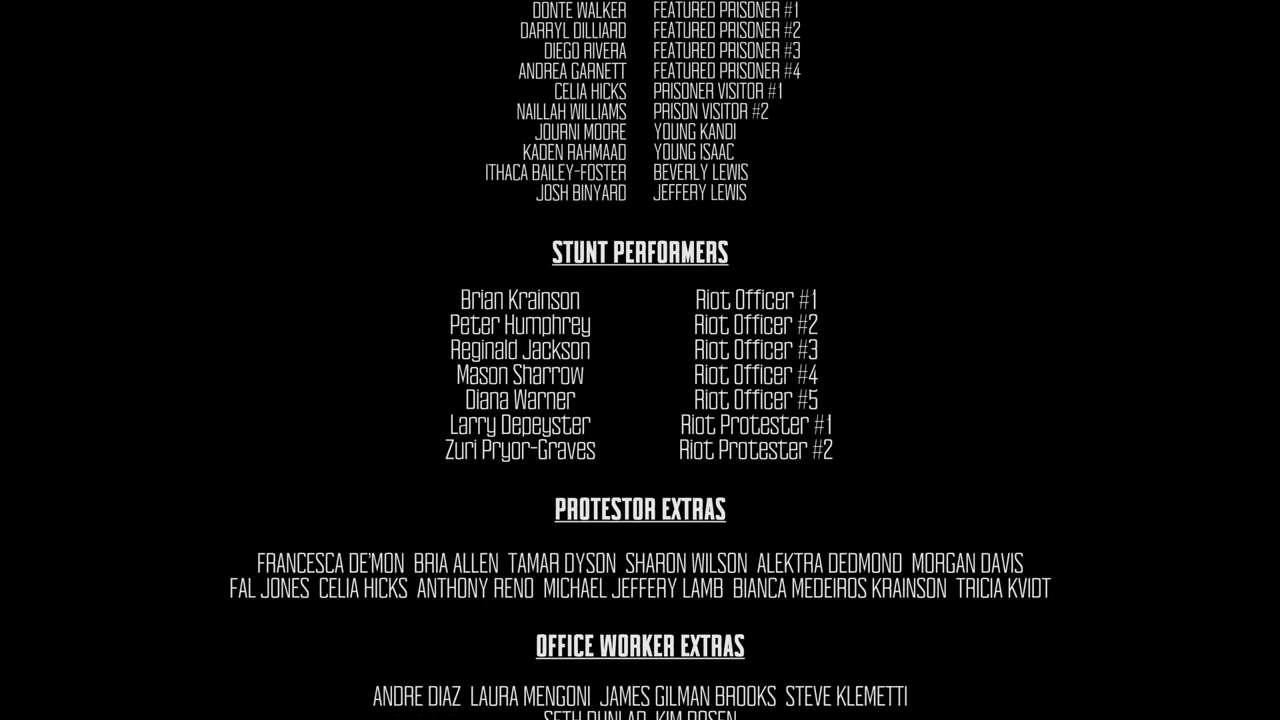 DONTE WALKER FEATURED PRISONER #1
DARRYL DILLIARD FEATURED PRISONER #2
DIEGO RIVERA FEATURED PRISONER #3
ANDREA GARNETT FEATURED PRISONER #4
CELIA HICKS PRISONER VISITOR #1
NAILLAH WILLIAMS PRISON VISITOR #2
JOURNI MOORE YOUNG KANDI
KADEN RAHMAAD YOUNG ISAAC
ITHACA BAILEY-FOSTER BEVERLY LEWIS
JOSH BINYARD JEFFERY LEWIS
STUNT PERFORMERS
Brian Krainson Riot Officer #1
Peter Humphrey Riot Officer #2
Reginald Jackson Riot Officer #3
Mason Sharrow Riot Officer #4
Diana Warner Riot Officer #5
Larry Depeyster Riot Protester #1
Zuri Pryor-Graves Riot Protester #2
PROTESTOR EXTRAS
FRANCESCA DE'MON BRIA ALLEN TAMAR DYSON SHARON WILSON ALEKTRA DEDMOND MORGAN DAVIS
FAL JONES CELIA HICKS ANTHONY RENO MICHAEL JEFFERY LAMB BIANCA MEDEIROS KRAINSON TRICIA KVIDT
OFFICE WORKER EXTRAS
ANDRE DIAZ LAURA MENGONI JAMES GILMAN BROOKS STEVE KLEMETTI
SETH DUNLAP KIM ROSEN